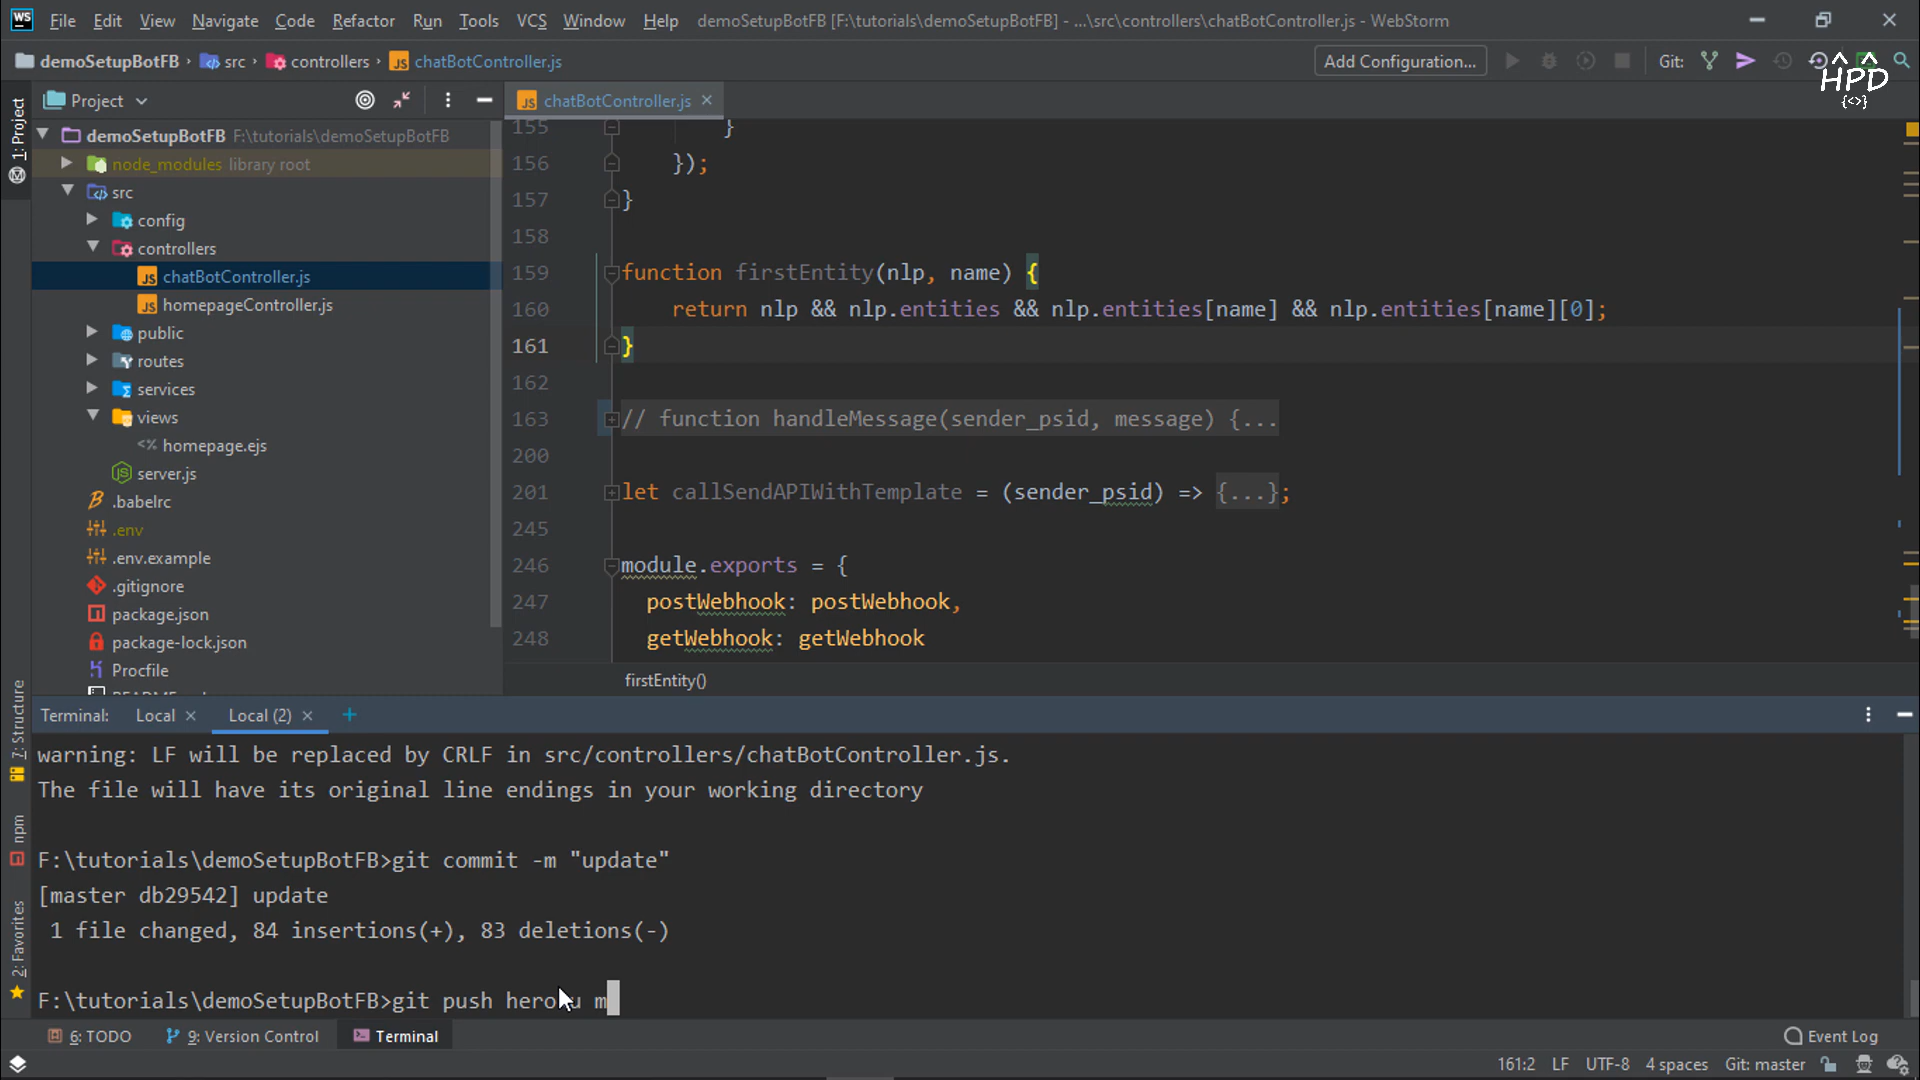 WS File Edit View Navigate Code Refactor Run Tools VCS Window Help demoSetupBotFB [F:\tutorials\demoSetupBotFB] - ...\src\controllers\chatBotController.js - WebStorm
demoSetupBotFB src controllers JS chatBotController.js Add Configuration... Git:
HPD
{<>}
Project
JS chatBotController.js
1: Project
demoSetupBotFB F:\tutorials\demoSetupBotFB
node_modules library root
src
config
controllers
JS chatBotController.js
JS homepageController.js
public
routes
services
views
<% homepage.ejs
server.js
.babelrc
.env
.env.example
.gitignore
package.json
package-lock.json
Procfile
155 }
156 });
157 }
158
159 function firstEntity(nlp, name) {
160 return nlp && nlp.entities && nlp.entities[name] && nlp.entities[name][0];
161 }
162
163 // function handleMessage(sender_psid, message) {...
200
201 let callSendAPIWithTemplate = (sender_psid) => {...};
245
246 module.exports = {
247 postWebhook: postWebhook,
248 getWebhook: getWebhook
firstEntity()
7: Structure
npm
2: Favorites
Terminal: Local Local (2)
warning: LF will be replaced by CRLF in src/controllers/chatBotController.js.
The file will have its original line endings in your working directory
F:\tutorials\demoSetupBotFB>git commit -m "update"
[master db29542] update
1 file changed, 84 insertions(+), 83 deletions(-)
F:\tutorials\demoSetupBotFB>git push heroku m
6: TODO 9: Version Control Terminal Event Log
161:2 LF UTF-8 4 spaces Git: master